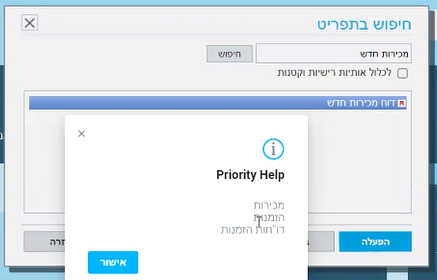 חיפוש בתפריט
מכירות חדש
חיפוש
לכלול אותיות רישיות וקטנות
דוח מכירות חדש
Priority Help
מכירות
הזמנות
דו"חות הזמנות
אישור
הפעלה